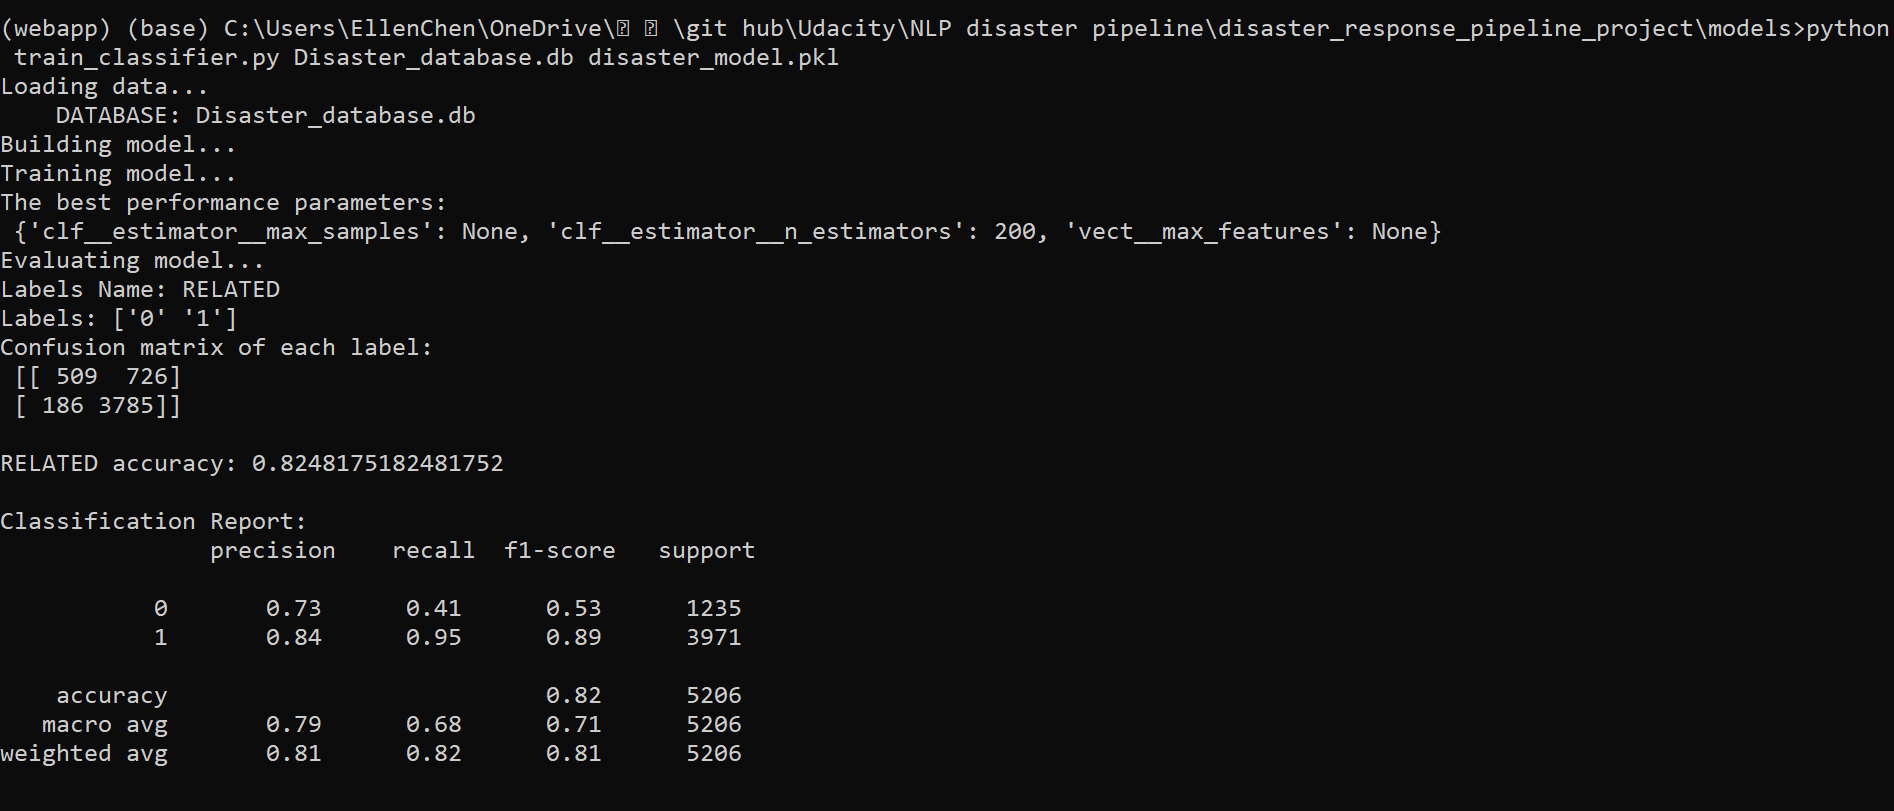 (webapp) (base) C:\Users\EllenChen\OneDrive\ \git hub\Udacity\NLP disaster pipeline\disaster_response_pipeline_project\models>python
train_classifier.py Disaster_database.db disaster_model.pkl
Loading data...
DATABASE: Disaster_database.db
Building model...
Training model...
The best performance parameters:
{'clf__estimator__max_samples': None, 'clf__estimator__n_estimators': 200, 'vect__max_features': None}
Evaluating model...
Labels Name: RELATED
Labels: ['0' '1']
Confusion matrix of each label:
[[ 509  726]
[ 186 3785]]
RELATED accuracy: 0.8248175182481752
Classification Report:
precision    recall  f1-score   support
0       0.73      0.41      0.53      1235
1       0.84      0.95      0.89      3971
accuracy                           0.82      5206
macro avg       0.79      0.68      0.71      5206
weighted avg       0.81      0.82      0.81      5206